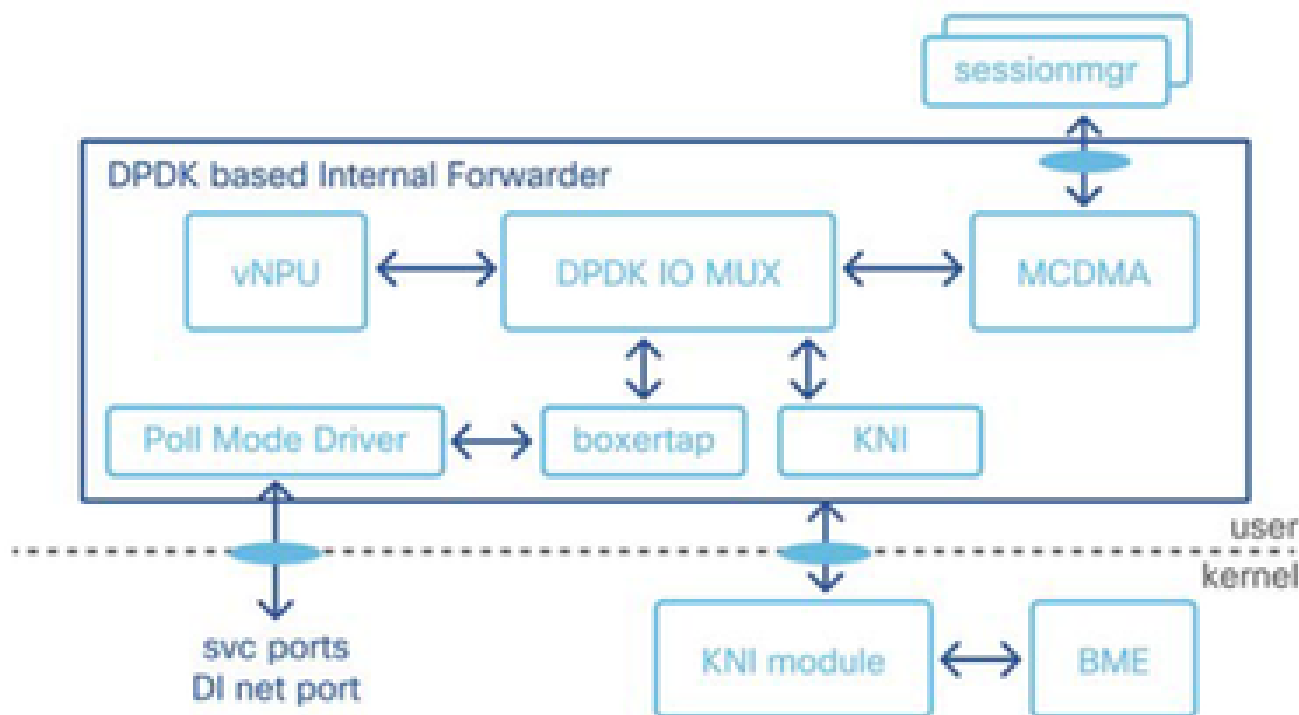 sessionmgr
DPDK based Internal Forwarder
vNPU
DPDK IO MUX
MCDMA
Poll Mode Driver
boxertap
KNI
user
kernel
svc ports
DI net port
KNI module
BME